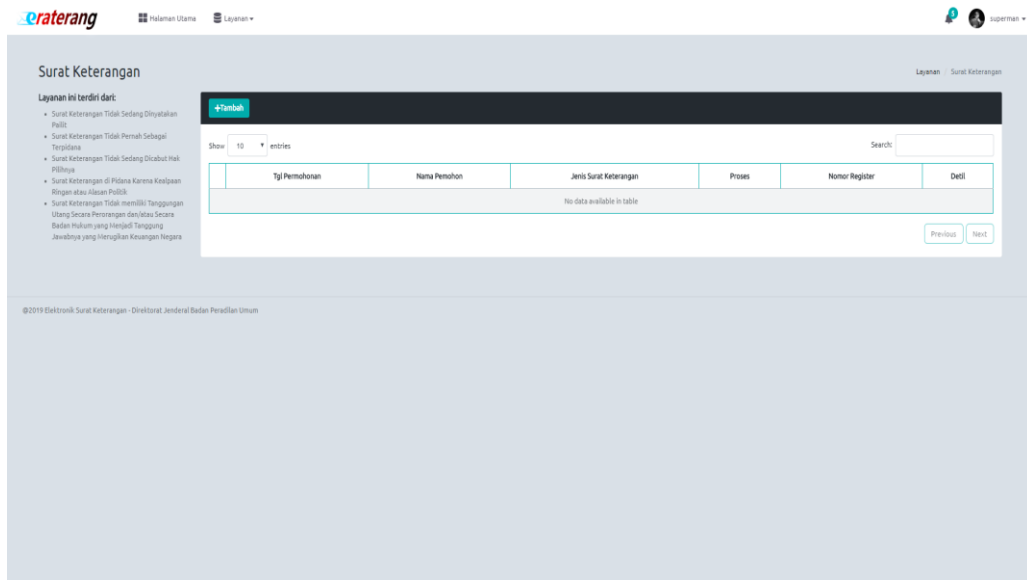 eraterang
Halaman Utama
Layanan
1
superman
Surat Keterangan
Layanan / Surat Keterangan
Layanan ini terdiri dari:
Surat Keterangan Tidak Sedang Dinyatakan
Pailit
Surat Keterangan Tidak Pernah Sebagai
Terpidana
Surat Keterangan Tidak Sedang Dicabut Hak
Pilihnya
Surat Keterangan di Pidana Karena Kealpaan
Ringan atau Alasan Politik
Surat Keterangan Tidak memiliki Tanggungan
Utang Secara Perorangan dan/atau Secara
Badan Hukum yang Menjadi Tanggung
Jawabnya yang Merugikan Keuangan Negara
+Tambah
Show 10 entries
Search:
Tgl Permohonan Nama Pemohon Jenis Surat Keterangan Proses Nomor Register Detil
No data available in table
Previous Next
@2019 Elektronik Surat Keterangan - Direktorat Jenderal Badan Peradilan Umum